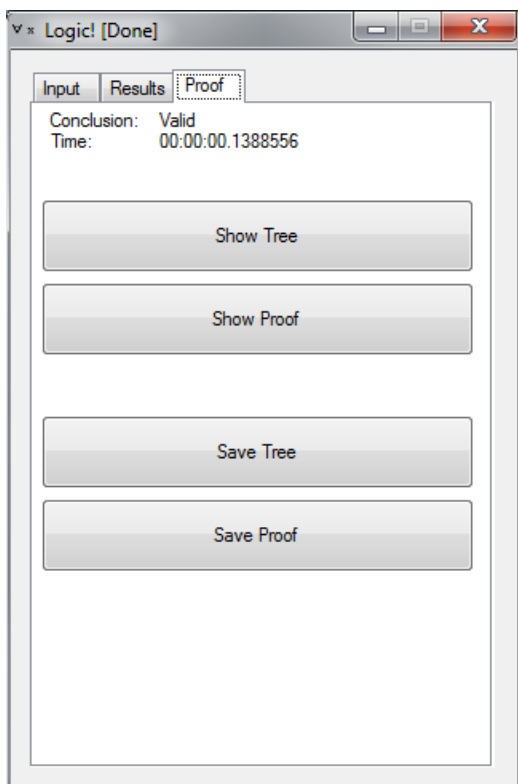 ∀x Logic! [Done]
Input Results Proof
Conclusion: Valid
Time: 00:00:00.1388556
Show Tree
Show Proof
Save Tree
Save Proof